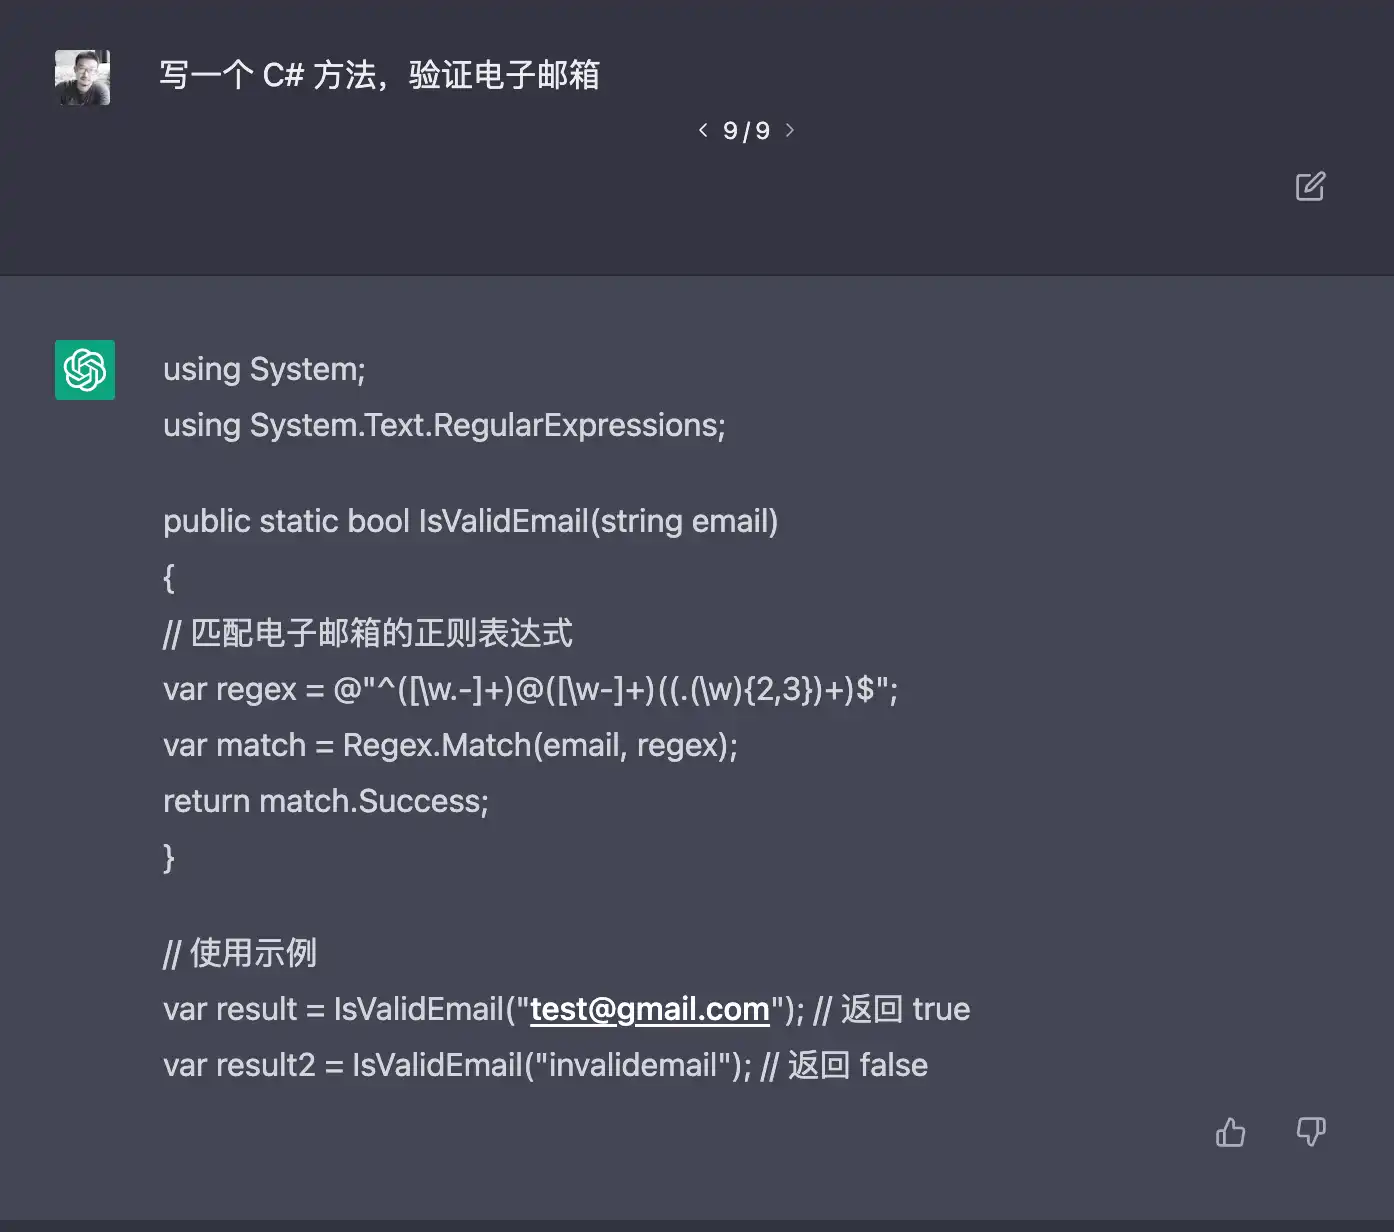 写一个 C# 方法，验证电子邮箱
< 9 / 9 >
using System;
using System.Text.RegularExpressions;
public static bool IsValidEmail(string email)
{
// 匹配电子邮箱的正则表达式
var regex = @"^([\w.-]+)@([\w-]+)((.(\w){2,3})+)$";
var match = Regex.Match(email, regex);
return match.Success;
}
// 使用示例
var result = IsValidEmail("test@gmail.com"); // 返回 true
var result2 = IsValidEmail("invalidemail"); // 返回 false